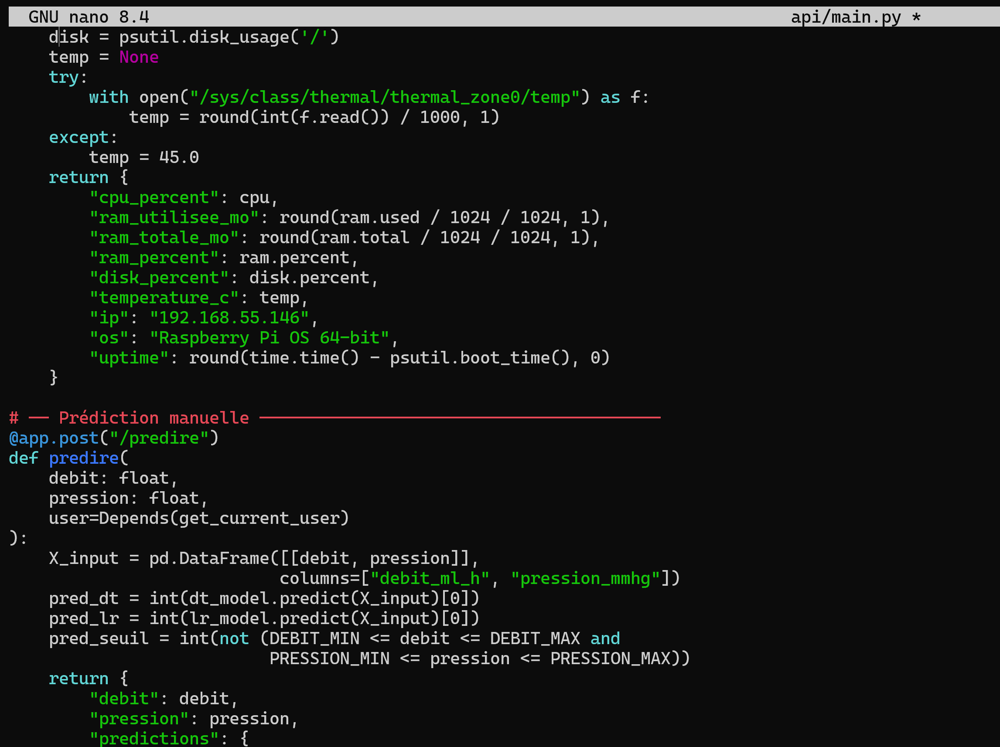 GNU nano 8.4 api/main.py *
disk = psutil.disk_usage('/')
temp = None
try:
with open("/sys/class/thermal/thermal_zone0/temp") as f:
temp = round(int(f.read()) / 1000, 1)
except:
temp = 45.0
return {
"cpu_percent": cpu,
"ram_utilisee_mo": round(ram.used / 1024 / 1024, 1),
"ram_totale_mo": round(ram.total / 1024 / 1024, 1),
"ram_percent": ram.percent,
"disk_percent": disk.percent,
"temperature_c": temp,
"ip": "192.168.55.146",
"os": "Raspberry Pi OS 64-bit",
"uptime": round(time.time() - psutil.boot_time(), 0)
}
# ── Prédiction manuelle ────────────────────────────────────────
@app.post("/predire")
def predire(
debit: float,
pression: float,
user=Depends(get_current_user)
):
X_input = pd.DataFrame([[debit, pression]],
columns=["debit_ml_h", "pression_mmhg"])
pred_dt = int(dt_model.predict(X_input)[0])
pred_lr = int(lr_model.predict(X_input)[0])
pred_seuil = int(not (DEBIT_MIN <= debit <= DEBIT_MAX and
PRESSION_MIN <= pression <= PRESSION_MAX))
return {
"debit": debit,
"pression": pression,
"predictions": {